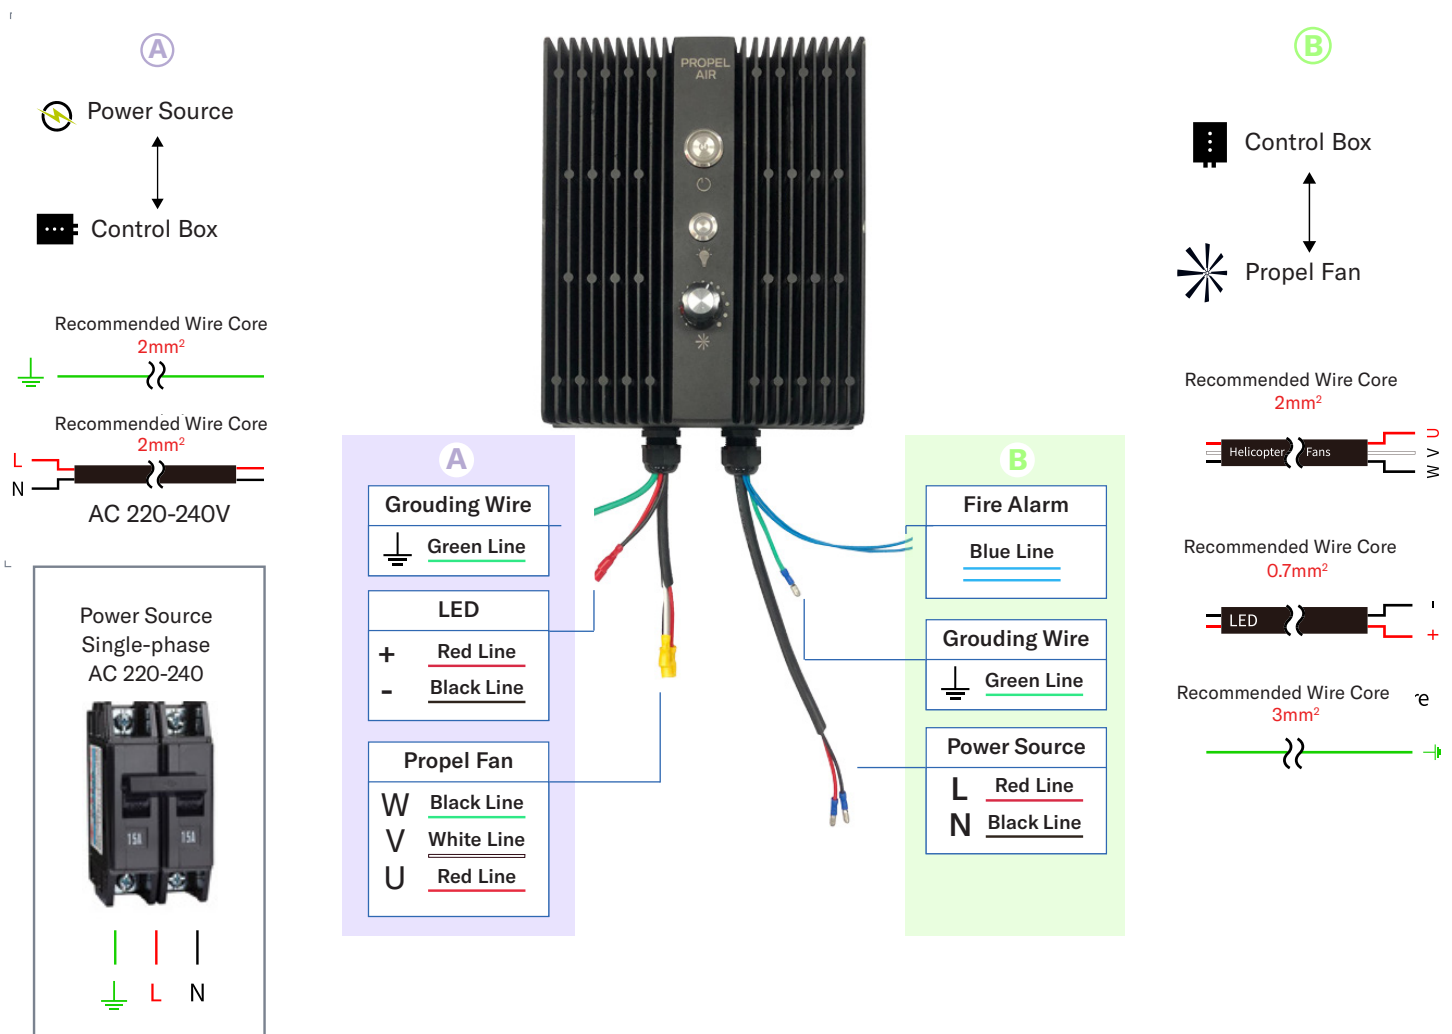 A
Power Source
Control Box
Recommended Wire Core
2mm²
Recommended Wire Core
2mm²
L
N
AC 220-240V
Power Source
Single-phase
AC 220-240
15A
15A
L
N
PROPEL
AIR
A
Grouding Wire
Green Line
LED
+ Red Line
- Black Line
Propel Fan
W Black Line
V White Line
U Red Line
B
Fire Alarm
Blue Line
Grouding Wire
Green Line
Power Source
L Red Line
N Black Line
B
Control Box
Propel Fan
Recommended Wire Core
2mm²
Helicopter Fans
U
V
W
Recommended Wire Core
0.7mm²
LED
-
+
Recommended Wire Core
3mm²